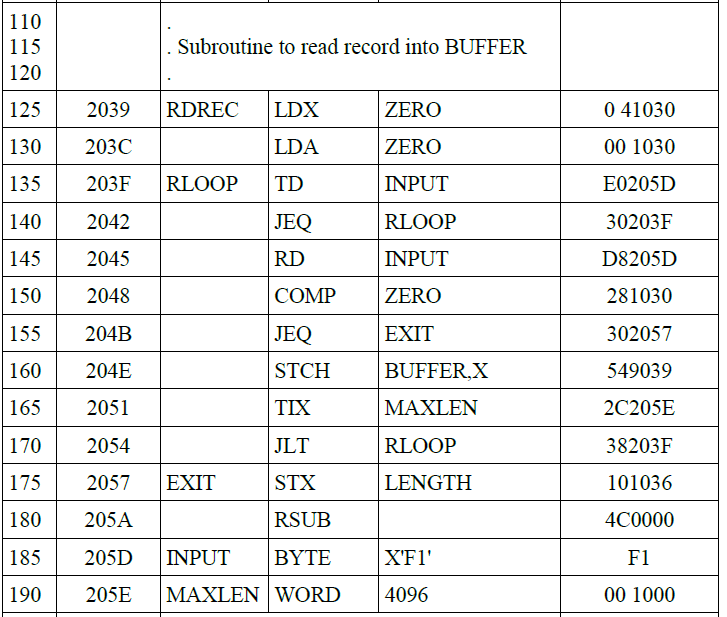 110 .
115 . Subroutine to read record into BUFFER
120 .
125 2039 RDREC LDX ZERO 0 41030
130 203C LDA ZERO 00 1030
135 203F RLOOP TD INPUT E0205D
140 2042 JEQ RLOOP 30203F
145 2045 RD INPUT D8205D
150 2048 COMP ZERO 281030
155 204B JEQ EXIT 302057
160 204E STCH BUFFER,X 549039
165 2051 TIX MAXLEN 2C205E
170 2054 JLT RLOOP 38203F
175 2057 EXIT STX LENGTH 101036
180 205A RSUB 4C0000
185 205D INPUT BYTE X'F1' F1
190 205E MAXLEN WORD 4096 00 1000